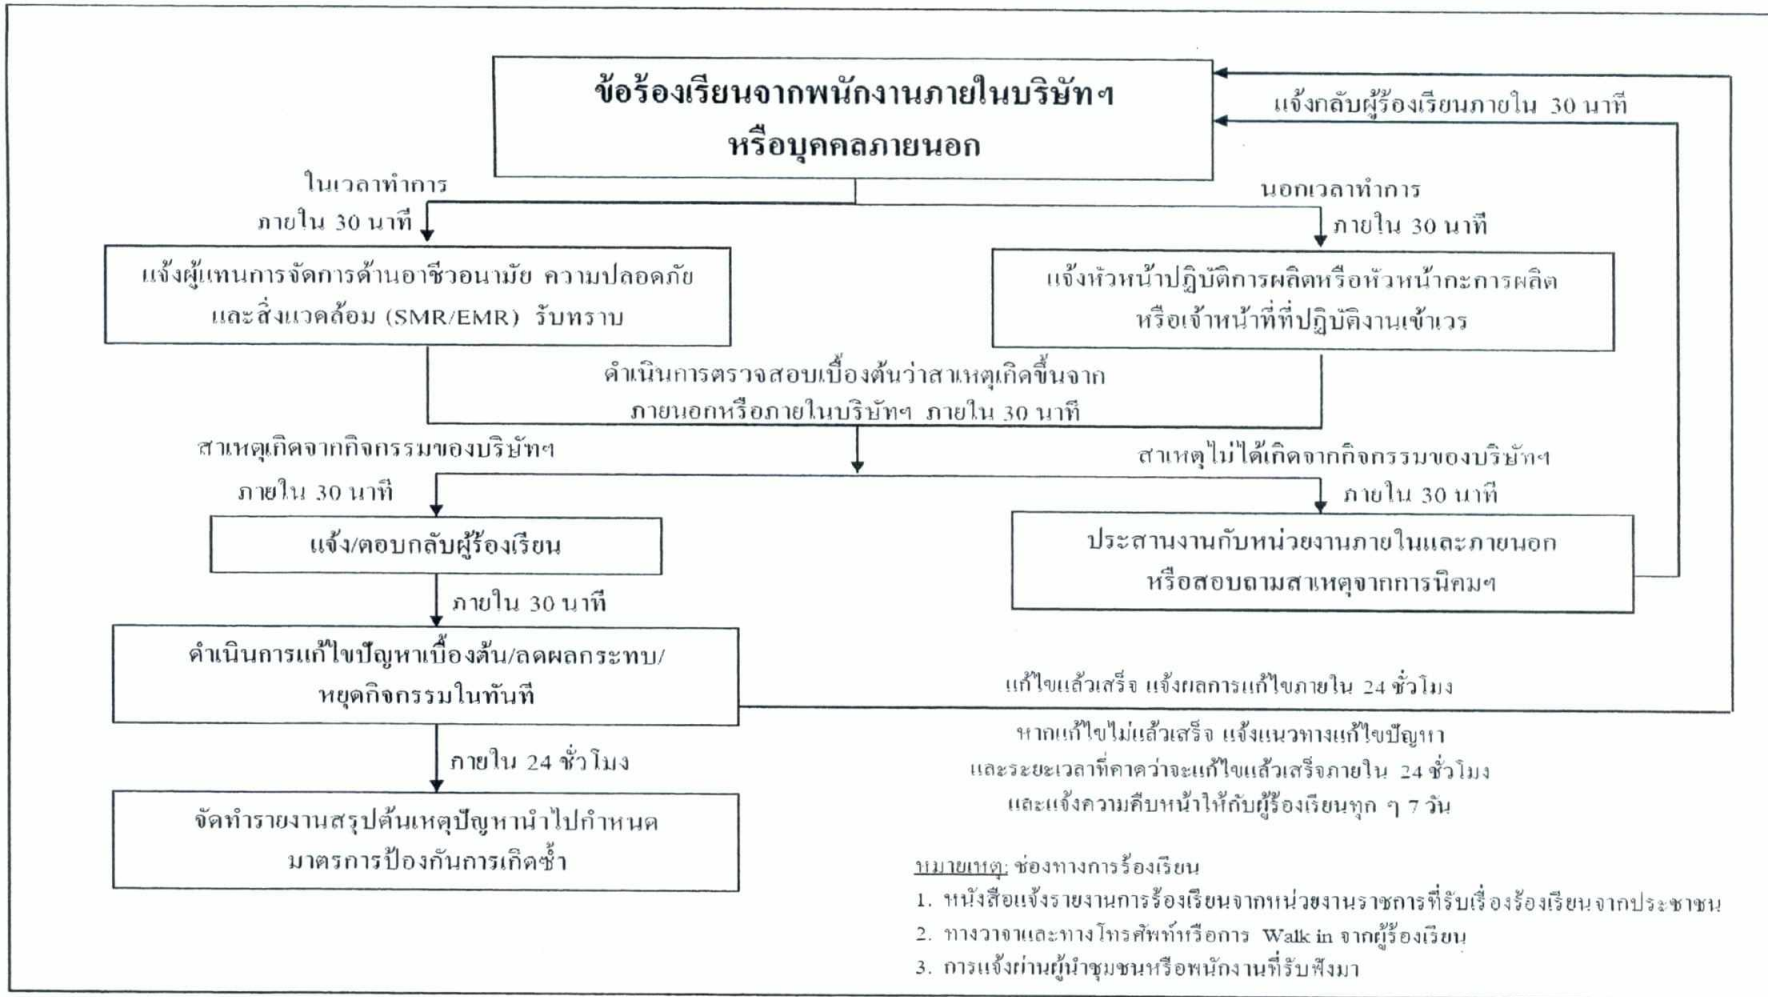 ข้อร้องเรียนจากพนักงานภายในบริษัทฯ
หรือบุคคลภายนอก
แจ้งกลับผู้ร้องเรียนภายใน 30 นาที
ในเวลาทำการ
ภายใน 30 นาที
นอกเวลาทำการ
ภายใน 30 นาที
แจ้งผู้แทนการจัดการด้านอาชีวอนามัย ความปลอดภัย
และสิ่งแวดล้อม (SMR/EMR) รับทราบ
แจ้งหัวหน้าปฏิบัติการผลิตหรือหัวหน้ากะการผลิต
หรือเจ้าหน้าที่ที่ปฏิบัติงานเข้าเวร
ดำเนินการตรวจสอบเบื้องต้นว่าสาเหตุเกิดขึ้นจาก
ภายนอกหรือภายในบริษัทฯ ภายใน 30 นาที
สาเหตุเกิดจากกิจกรรมของบริษัทฯ
ภายใน 30 นาที
สาเหตุไม่ได้เกิดจากกิจกรรมของบริษัทฯ
ภายใน 30 นาที
แจ้ง/ตอบกลับผู้ร้องเรียน
ประสานงานกับหน่วยงานภายในและภายนอก
หรือสอบถามสาเหตุจากการนิคมฯ
ภายใน 30 นาที
ดำเนินการแก้ไขปัญหาเบื้องต้น/ลดผลกระทบ/
หยุดกิจกรรมในทันที
แก้ไขแล้วเสร็จ แจ้งผลการแก้ไขภายใน 24 ชั่วโมง
หากแก้ไขไม่แล้วเสร็จ แจ้งแนวทางแก้ไขปัญหา
และระยะเวลาที่คาดว่าจะแก้ไขแล้วเสร็จภายใน 24 ชั่วโมง
และแจ้งความคืบหน้าให้กับผู้ร้องเรียนทุก ๆ 7 วัน
ภายใน 24 ชั่วโมง
จัดทำรายงานสรุปต้นเหตุปัญหานำไปกำหนด
มาตรการป้องกันการเกิดซ้ำ
หมายเหตุ: ช่องทางการร้องเรียน
1. หนังสือแจ้งรายงานการร้องเรียนจากหน่วยงานราชการที่รับเรื่องร้องเรียนจากประชาชน
2. ทางวาจาและทางโทรศัพท์หรือการ Walk in จากผู้ร้องเรียน
3. การแจ้งผ่านผู้นำชุมชนหรือพนักงานที่รับฟังมา